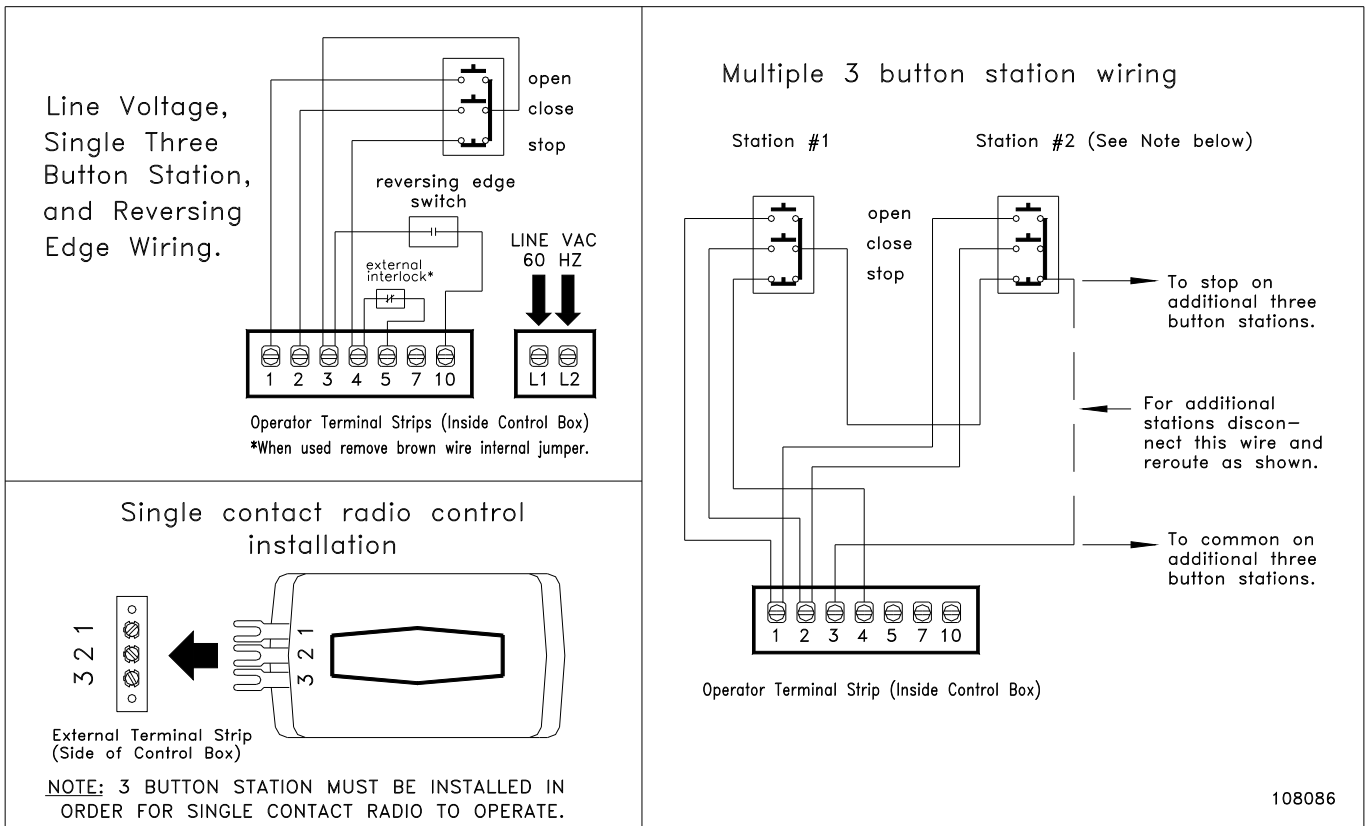 Line Voltage,
Single Three
Button Station,
and Reversing
Edge Wiring.
open
close
stop
reversing edge
switch
external
interlock*
LINE VAC
60 HZ
1 2 3 4 5 7 10
L1 L2
Operator Terminal Strips (Inside Control Box)
*When used remove brown wire internal jumper.
Single contact radio control
installation
3 2 1
3 2 1
External Terminal Strip
(Side of Control Box)
NOTE: 3 BUTTON STATION MUST BE INSTALLED IN
ORDER FOR SINGLE CONTACT RADIO TO OPERATE.
Multiple 3 button station wiring
Station #1
Station #2 (See Note below)
open
close
stop
To stop on
additional three
button stations.
For additional
stations discon-
nect this wire and
reroute as shown.
To common on
additional three
button stations.
1 2 3 4 5 7 10
Operator Terminal Strip (Inside Control Box)
108086